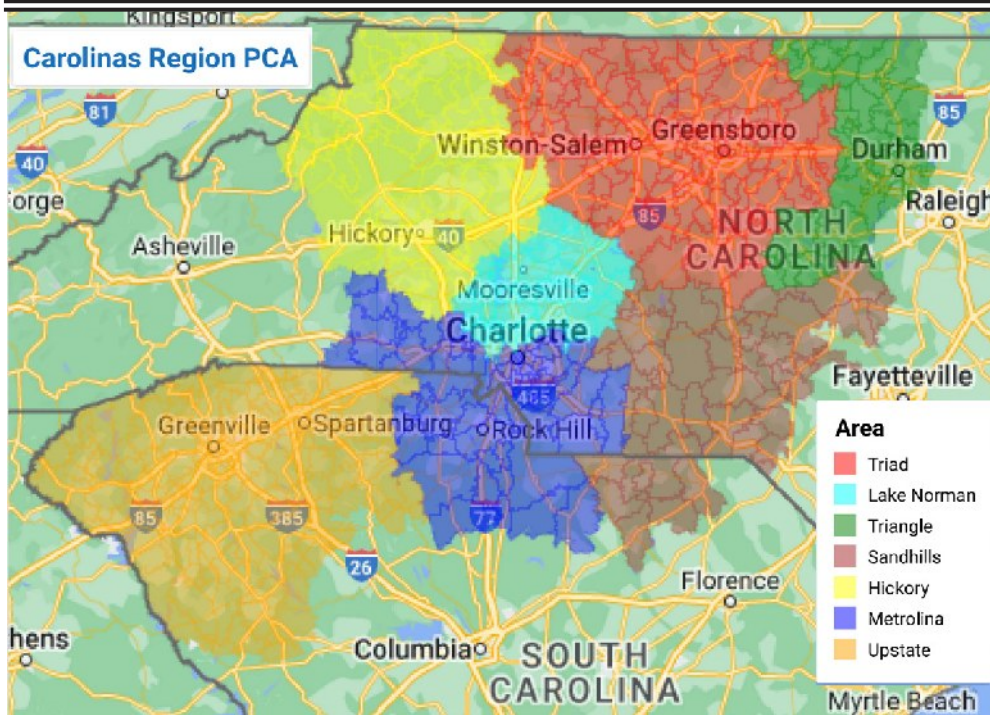 Kingsport
Carolinas Region PCA
81
85
Winston-Salem
Greensboro
Durham
40
orge
Raleigh
85
NORTH
CAROLINA
Hickory
40
Asheville
Mooresville
Charlotte
Fayetteville
485
Greenville
Spartanburg
Rock Hill
85
385
77
26
Florence
hens
Columbia
SOUTH
CAROLINA
Myrtle Beach
Area
Triad
Lake Norman
Triangle
Sandhills
Hickory
Metrolina
Upstate